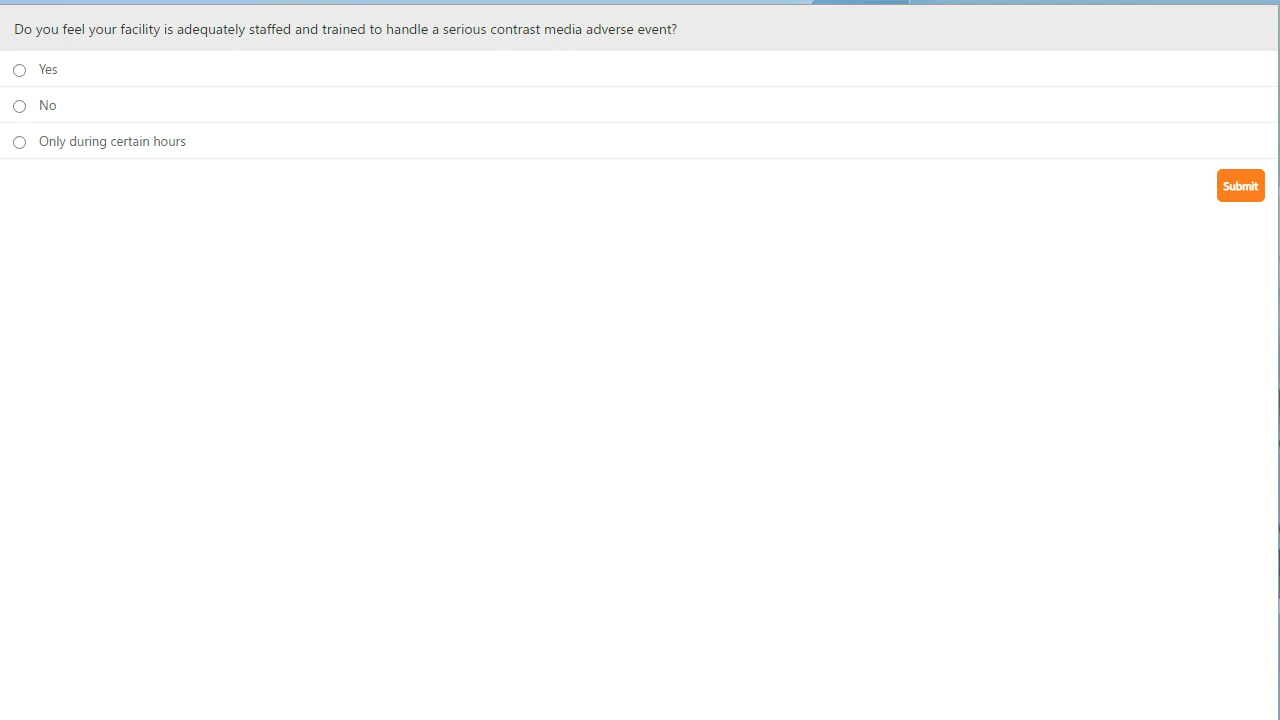 Do you feel your facility is adequately staffed and trained to handle a serious contrast media adverse event?
Yes
No
Only during certain hours
Submit